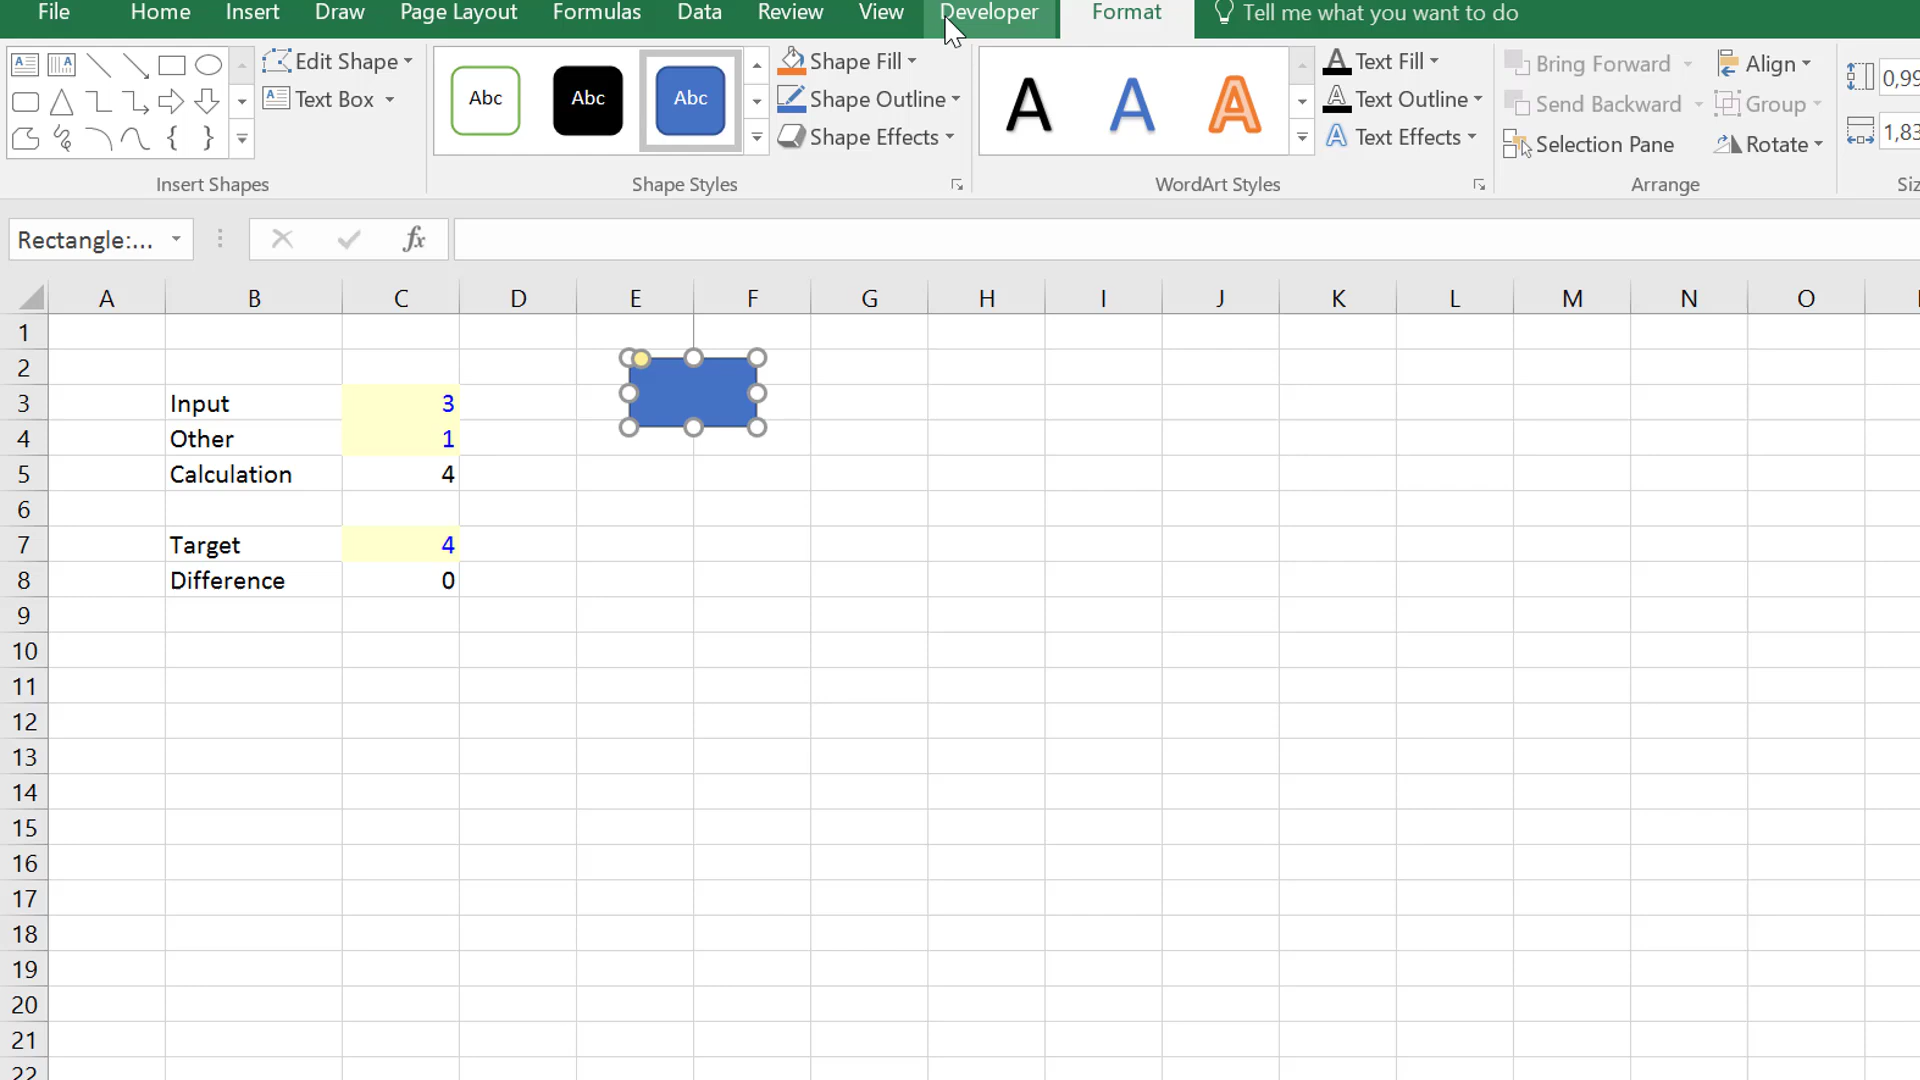 File Home Insert Draw Page Layout Formulas Data Review View Developer Format Tell me what you want to do
Edit Shape
Text Box
Insert Shapes
Abc Abc Abc
Shape Fill
Shape Outline
Shape Effects
Shape Styles
A A A
Text Fill
Text Outline
Text Effects
WordArt Styles
Bring Forward
Send Backward
Selection Pane
Align
Group
Rotate
Arrange
0,99
1,83
Rectangle:...
fx
A B C D E F G H I J K L M N O
1
2
3 Input 3
4 Other 1
5 Calculation 4
6
7 Target 4
8 Difference 0
9
10
11
12
13
14
15
16
17
18
19
20
21
22